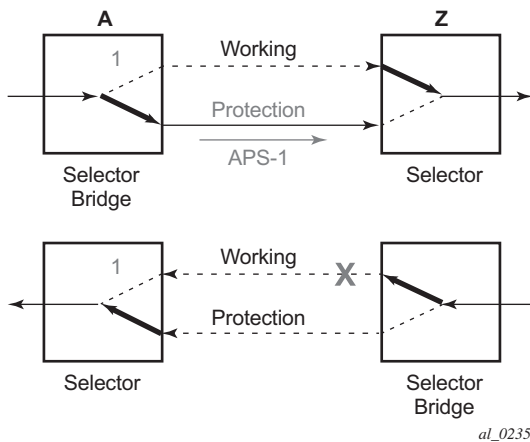 A
Z
1
Working
Protection
APS-1
Selector
Bridge
Selector
1
Working
X
Protection
Selector
Selector
Bridge
al_0235